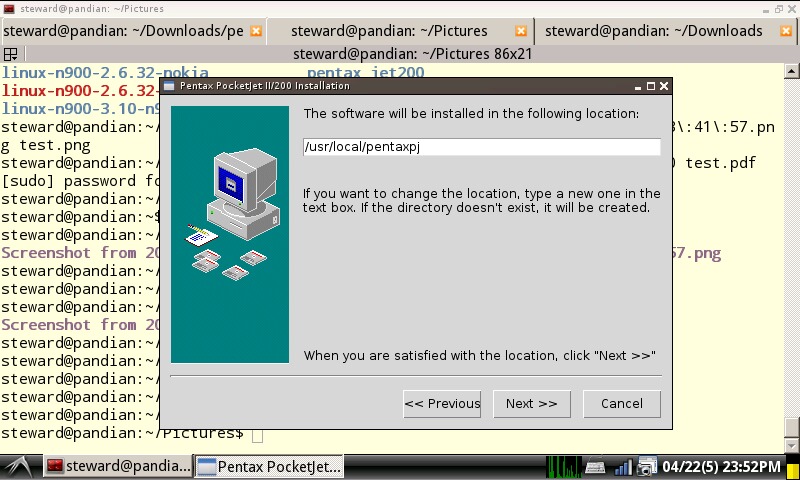 steward@pandian: ~/Pictures
steward@pandian: ~/Downloads/pe
steward@pandian: ~/Pictures
steward@pandian: ~/Downloads
steward@pandian: ~/Pictures 86x21
linux-n900-2.6.32-nokia pentax jet200
linux-n900-2.6.32-
linux-n900-3.10-n9
steward@pandian:~/ \:41\:57.pn
g test.png
steward@pandian:~/ test.pdf
[sudo] password fo
steward@pandian:~/
steward@pandian:~$
steward@pandian:~/
Screenshot from 20 57.png
steward@pandian:~/
steward@pandian:~/
steward@pandian:~/
Screenshot from 20
steward@pandian:~/
steward@pandian:~/
steward@pandian:~/
steward@pandian:~/
steward@pandian:~/
steward@pandian:~/Pictures$
Pentax PocketJet II/200 Installation
The software will be installed in the following location:
/usr/local/pentaxpj
If you want to change the location, type a new one in the
text box. If the directory doesn't exist, it will be created.
When you are satisfied with the location, click "Next >>"
<< Previous
Next >>
Cancel
steward@pandia...
Pentax PocketJet...
04/22(5) 23:52PM